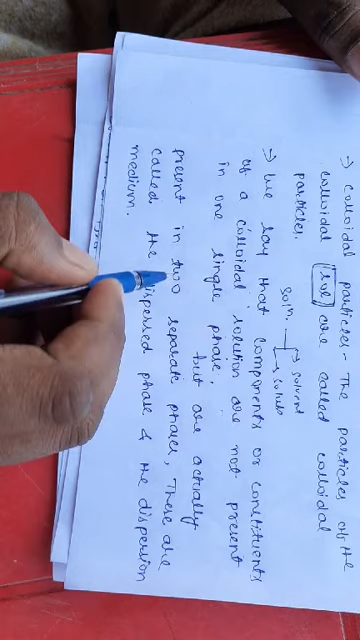 → Colloidal particles - The particles of the
colloidal sol are called colloidal
particles.
soln.
→ solvent
→ solute
→ We say that components or constituents
of a colloidal solution are not present
in one single phase, but are actually
present in two separate phases, These are
called the dispersed phase & the dispersion
medium.